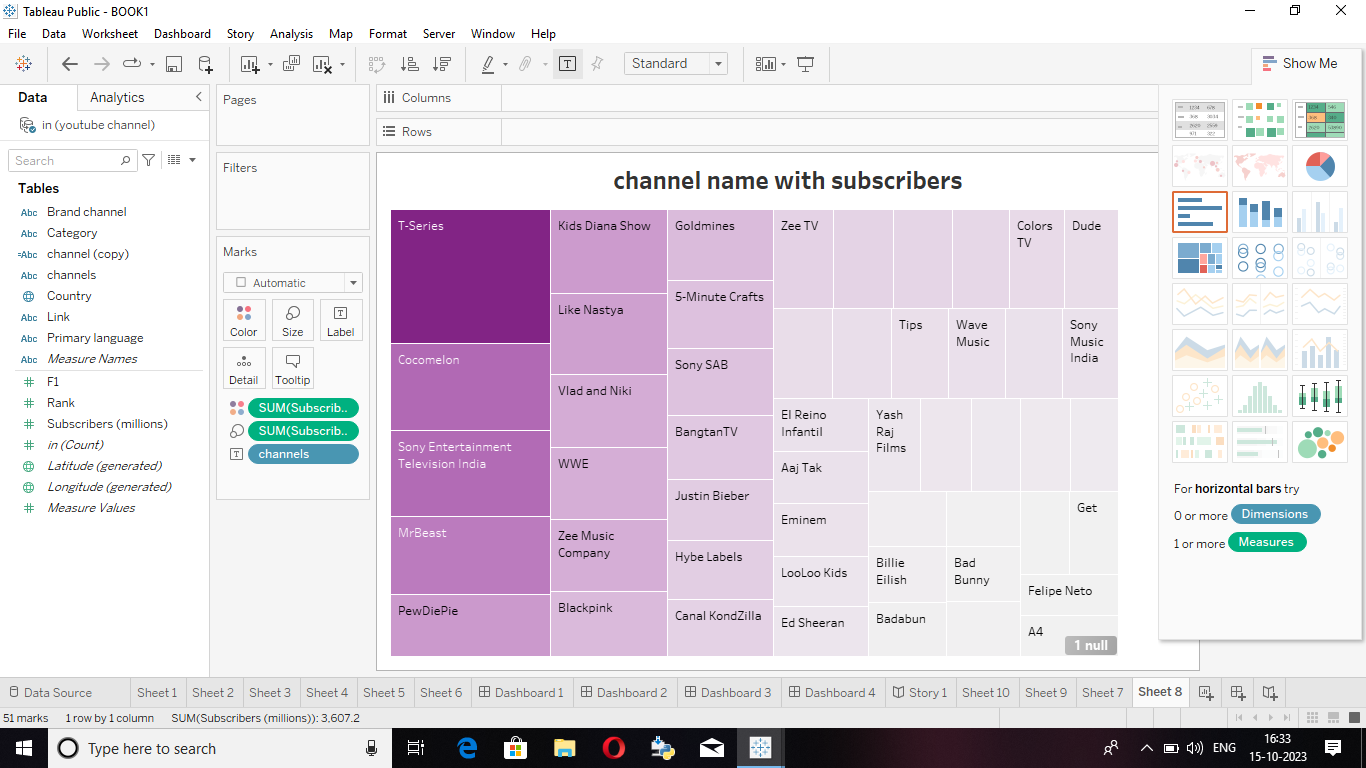 Tableau Public - BOOK1
File Data Worksheet Dashboard Story Analysis Map Format Server Window Help
Standard
Show Me
Data Analytics
in (youtube channel)
Search
Tables
Abc Brand channel
Abc Category
=Abc channel (copy)
Abc channels
Country
Abc Link
Abc Primary language
Abc Measure Names
# F1
# Rank
# Subscribers (millions)
# in (Count)
Latitude (generated)
Longitude (generated)
# Measure Values
Pages
Filters
Marks
Automatic
Color Size Label
Detail Tooltip
SUM(Subscrib..
SUM(Subscrib..
channels
Columns
Rows
channel name with subscribers
T-Series
Cocomelon
Sony Entertainment
Television India
MrBeast
PewDiePie
Kids Diana Show
Like Nastya
Vlad and Niki
WWE
Zee Music
Company
Blackpink
Goldmines
5-Minute Crafts
Sony SAB
BangtanTV
Justin Bieber
Hybe Labels
Canal KondZilla
Zee TV
Colors
TV
Dude
Tips
Wave
Music
Sony
Music
India
El Reino
Infantil
Aaj Tak
Eminem
LooLoo Kids
Ed Sheeran
Yash
Raj
Films
Billie
Eilish
Badabun
Bad
Bunny
Get
Felipe Neto
A4
1 null
For horizontal bars try
0 or more Dimensions
1 or more Measures
Data Source Sheet 1 Sheet 2 Sheet 3 Sheet 4 Sheet 5 Sheet 6 Dashboard 1 Dashboard 2 Dashboard 3 Dashboard 4 Story 1 Sheet 10 Sheet 9 Sheet 7 Sheet 8
51 marks 1 row by 1 column SUM(Subscribers (millions)): 3,607.2
Type here to search
ENG
16:33
15-10-2023